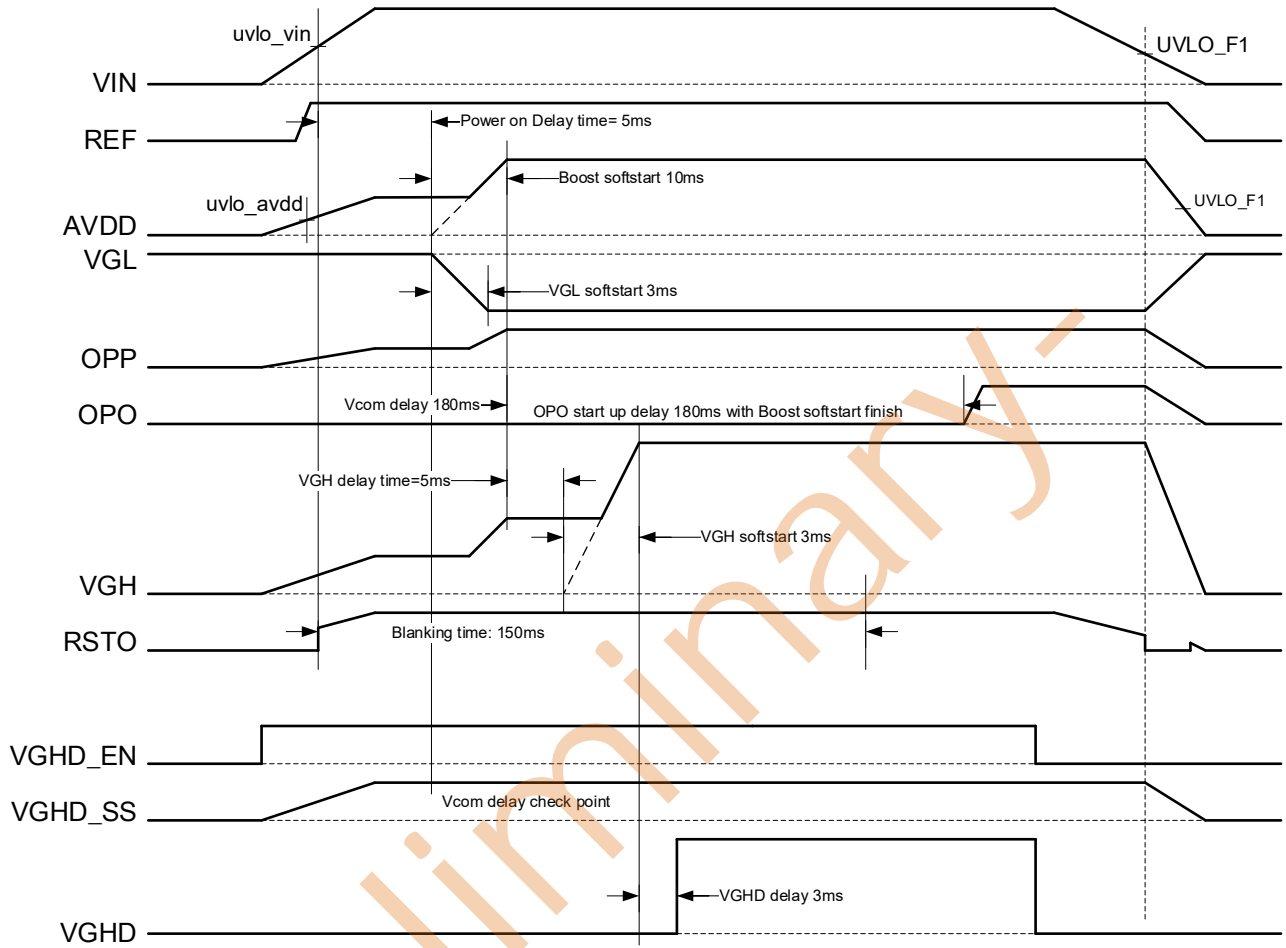 uvlo_vin
UVLO_F1
VIN
Power on Delay time= 5ms
REF
Boost softstart 10ms
uvlo_avdd
UVLO_F1
AVDD
VGL
VGL softstart 3ms
OPP
Vcom delay 180ms
OPO start up delay 180ms with Boost softstart finish
OPO
VGH delay time=5ms
VGH softstart 3ms
VGH
Blanking time: 150ms
RSTO
VGHD_EN
Vcom delay check point
VGHD_SS
VGHD delay 3ms
VGHD
liminary-